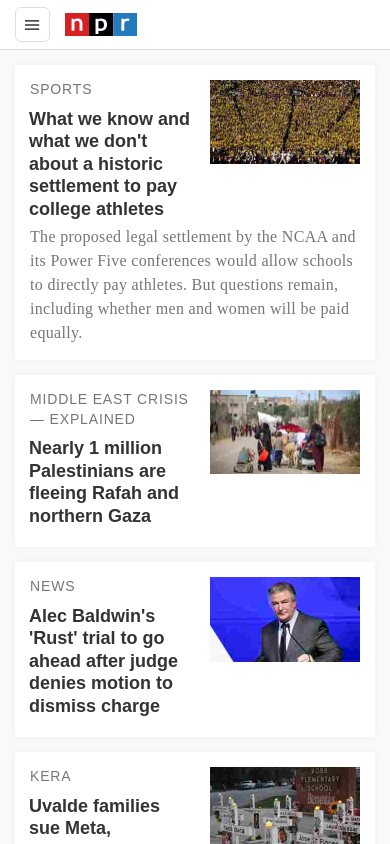 npr
SPORTS
What we know and
what we don't
about a historic
settlement to pay
college athletes
The proposed legal settlement by the NCAA and
its Power Five conferences would allow schools
to directly pay athletes. But questions remain,
including whether men and women will be paid
equally.
MIDDLE EAST CRISIS
— EXPLAINED
Nearly 1 million
Palestinians are
fleeing Rafah and
northern Gaza
NEWS
Alec Baldwin's
'Rust' trial to go
ahead after judge
denies motion to
dismiss charge
KERA
Uvalde families
sue Meta,
ROBB
ELEMENTARY
SCHOOL